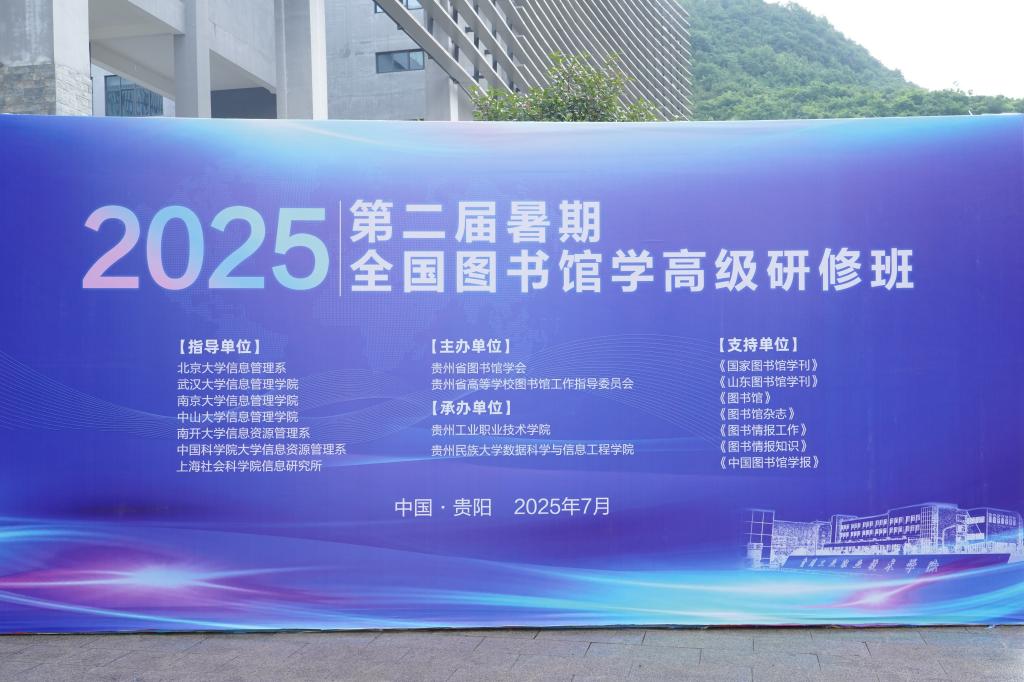 2025
第二届暑期
全国图书馆学高级研修班
【指导单位】
北京大学信息管理系
武汉大学信息管理学院
南京大学信息管理学院
中山大学信息管理学院
南开大学信息资源管理系
中国科学院大学信息资源管理系
上海社会科学院信息研究所
【主办单位】
贵州省图书馆学会
贵州省高等学校图书馆工作指导委员会
【承办单位】
贵州工业职业技术学院
贵州民族大学数据科学与信息工程学院
【支持单位】
《国家图书馆学刊》
《山东图书馆学刊》
《图书馆》
《图书馆杂志》
《图书情报工作》
《图书情报知识》
《中国图书馆学报》
中国·贵阳 2025年7月
贵州工业职业技术学院